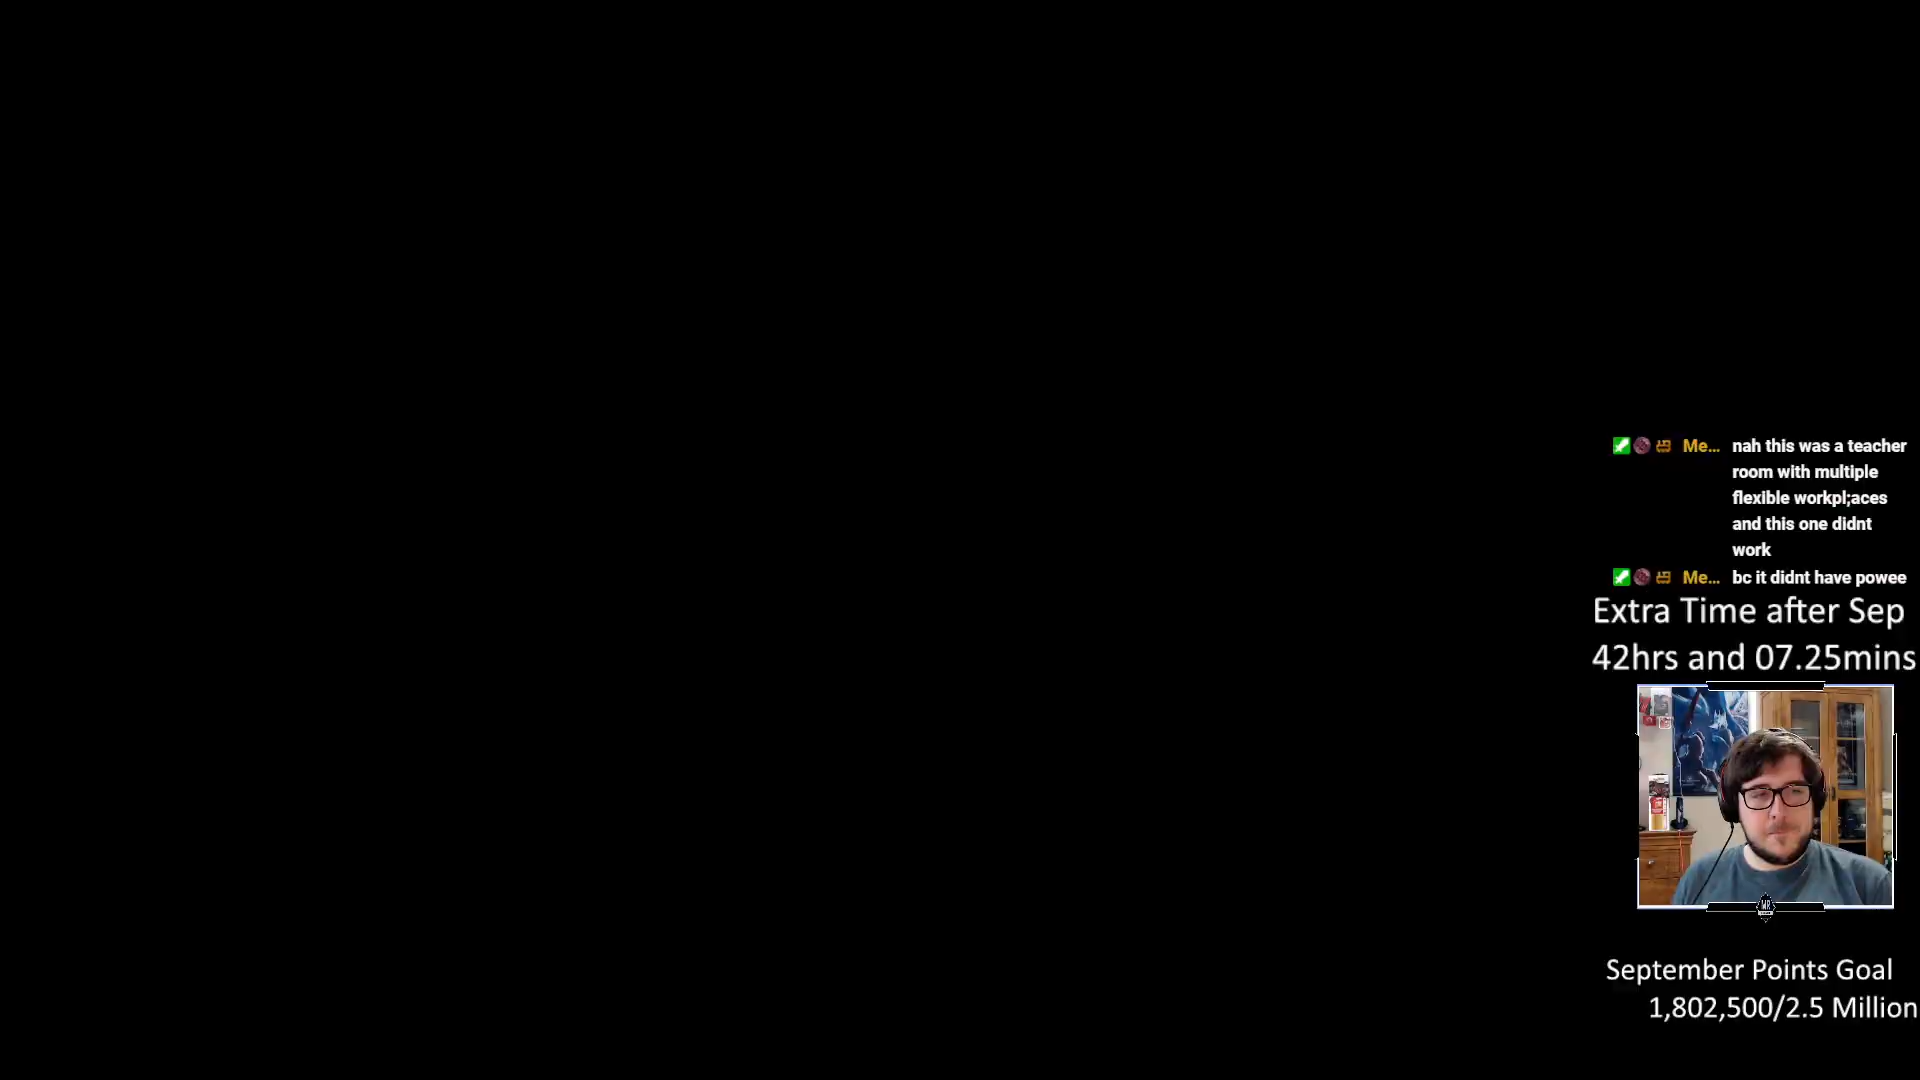 Me... nah this was a teacher
room with multiple
flexible workpl;aces
and this one didnt
work
Me... bc it didnt have powee
Extra Time after Sep
42hrs and 07.25mins
September Points Goal
1,802,500/2.5 Million